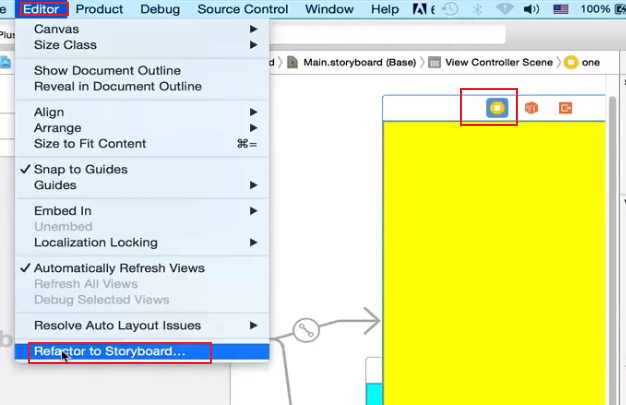 Editor Product Debug Source Control Window Help 100%
Main.storyboard (Base) View Controller Scene one
Canvas
Size Class
Show Document Outline
Reveal in Document Outline
Align
Arrange
Size to Fit Content ⌘=
✓ Snap to Guides
Guides
Embed In
Unembed
Localization Locking
✓ Automatically Refresh Views
Refresh All Views
Debug Selected Views
Resolve Auto Layout Issues
Refactor to Storyboard...